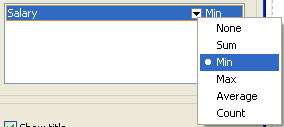 Salary Min
None
Sum
Min
Max
Average
Count
Show title